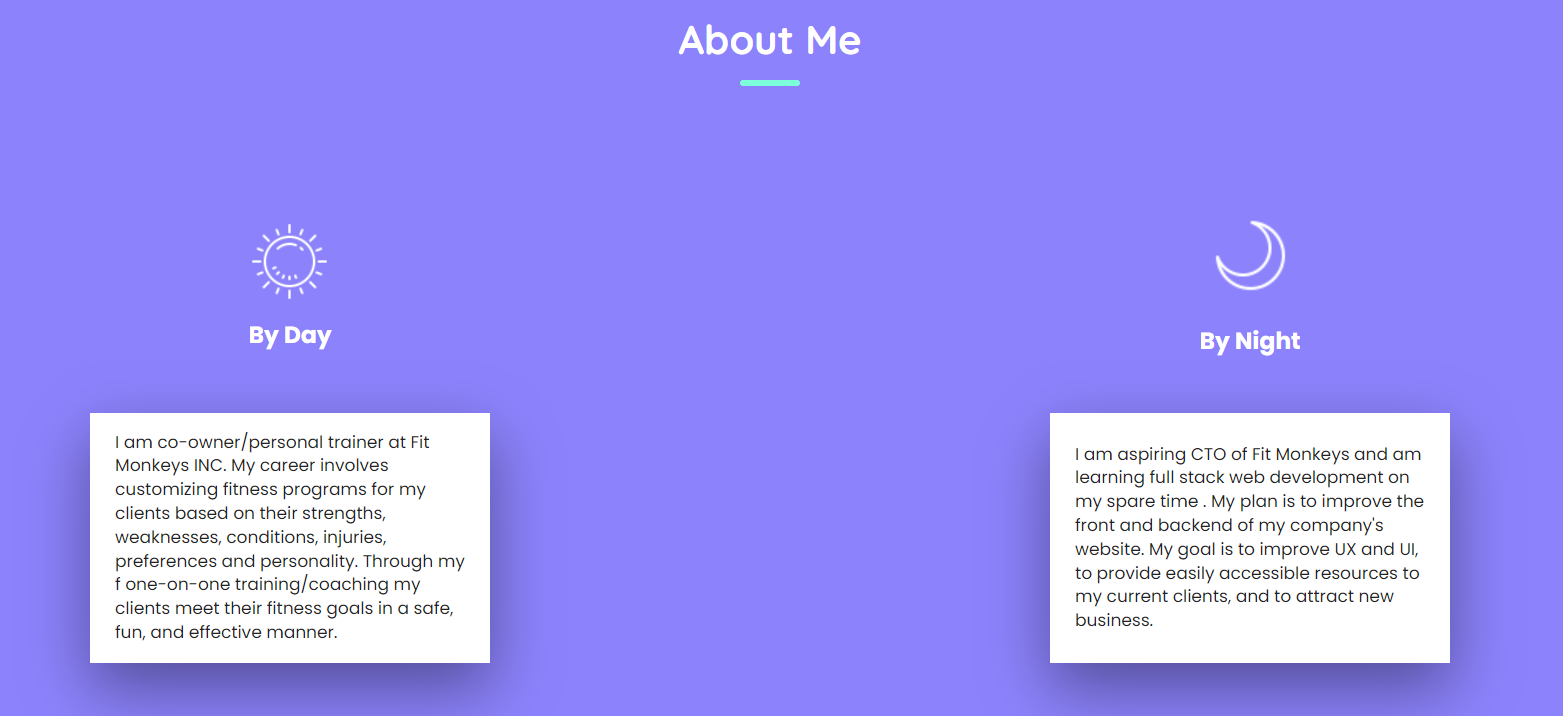 About Me
By Day
I am co-owner/personal trainer at Fit
Monkeys INC. My career involves
customizing fitness programs for my
clients based on their strengths,
weaknesses, conditions, injuries,
preferences and personality. Through my
f one-on-one training/coaching my
clients meet their fitness goals in a safe,
fun, and effective manner.
By Night
I am aspiring CTO of Fit Monkeys and am
learning full stack web development on
my spare time . My plan is to improve the
front and backend of my company's
website. My goal is to improve UX and UI,
to provide easily accessible resources to
my current clients, and to attract new
business.